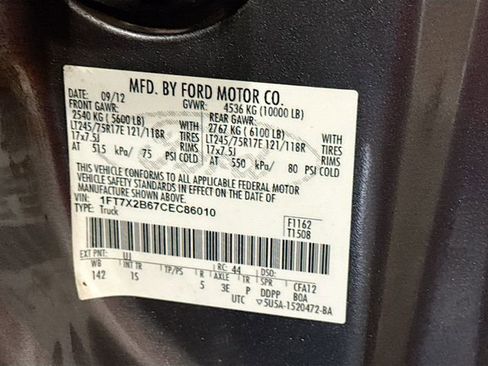 MFD. BY FORD MOTOR CO.
DATE: 09/12 GVWR: 4536 KG (10000 LB)
FRONT GAWR: REAR GAWR:
2540 KG ( 5600 LB) 2767 KG ( 6100 LB)
LT245/75R17E 121/118R TIRES LT245/75R17E 121/118R TIRES
17x7.5J RIMS 17x7.5J RIMS
AT 515 kPa/ 75 PSI COLD AT 550 kPa/ 80 PSI COLD
THIS VEHICLE CONFORMS TO ALL APPLICABLE FEDERAL MOTOR
VEHICLE SAFETY STANDARDS IN EFFECT ON THE DATE OF
MANUFACTURE SHOWN ABOVE.
VIN: 1FT7X2B67CEC86010 F1162
TYPE: Truck T1508
EXT PNT: UJ RC: 44 DSO:
WB INT TR TP/PS R AXLE TR SPR CFA12
142 1S 5 3E P DDPP BOA
UTC ▽5U5A-1520472-BA